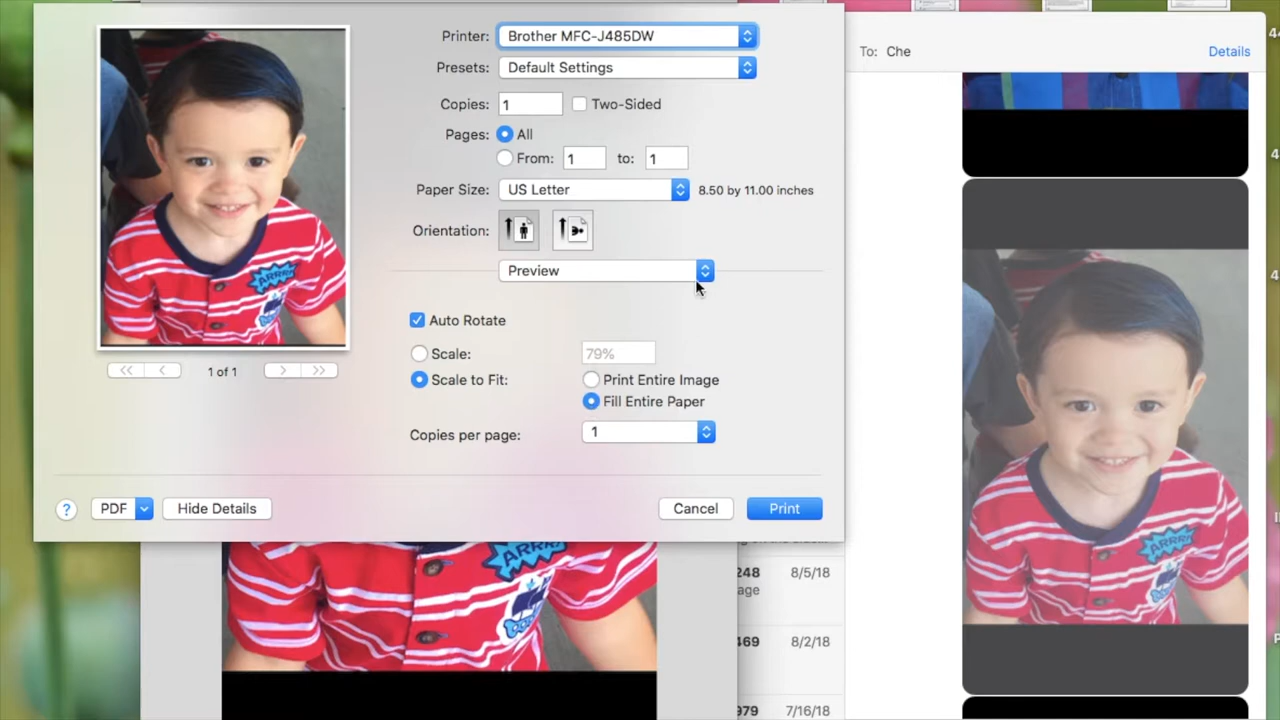 Printer: Brother MFC-J485DW
Presets: Default Settings
Copies: 1 Two-Sided
Pages: All
From: 1 to: 1
Paper Size: US Letter 8.50 by 11.00 inches
Orientation:
Preview
Auto Rotate
Scale: 79%
Scale to Fit: Print Entire Image
Fill Entire Paper
Copies per page: 1
1 of 1
? PDF Hide Details Cancel Print
To: Che Details
ARRR!
ARRR!
ARRR!
248 8/5/18
age
469 8/2/18
979 7/16/18